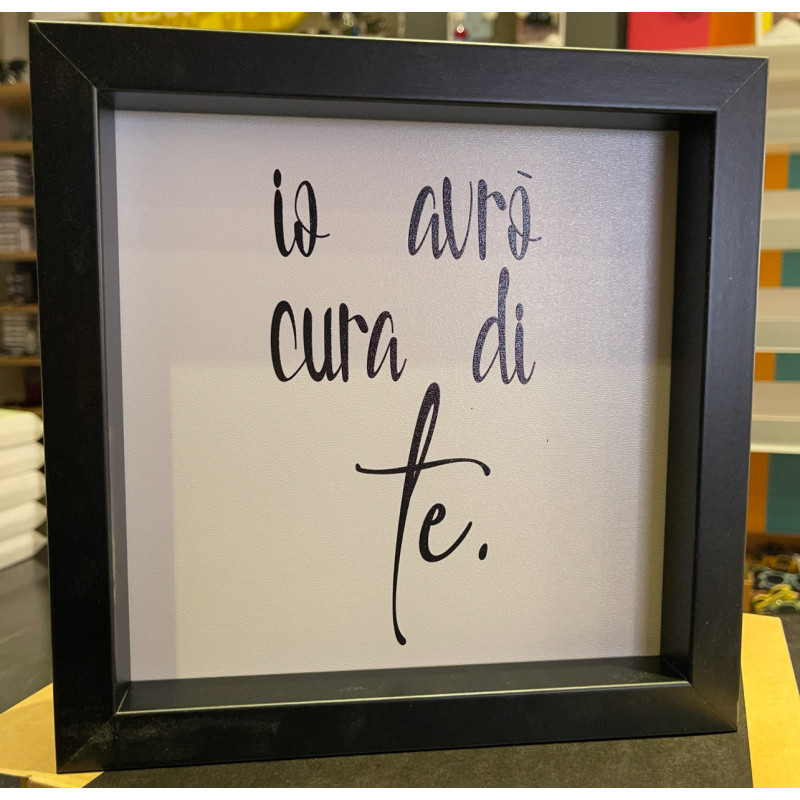 io avrò
cura di
te.